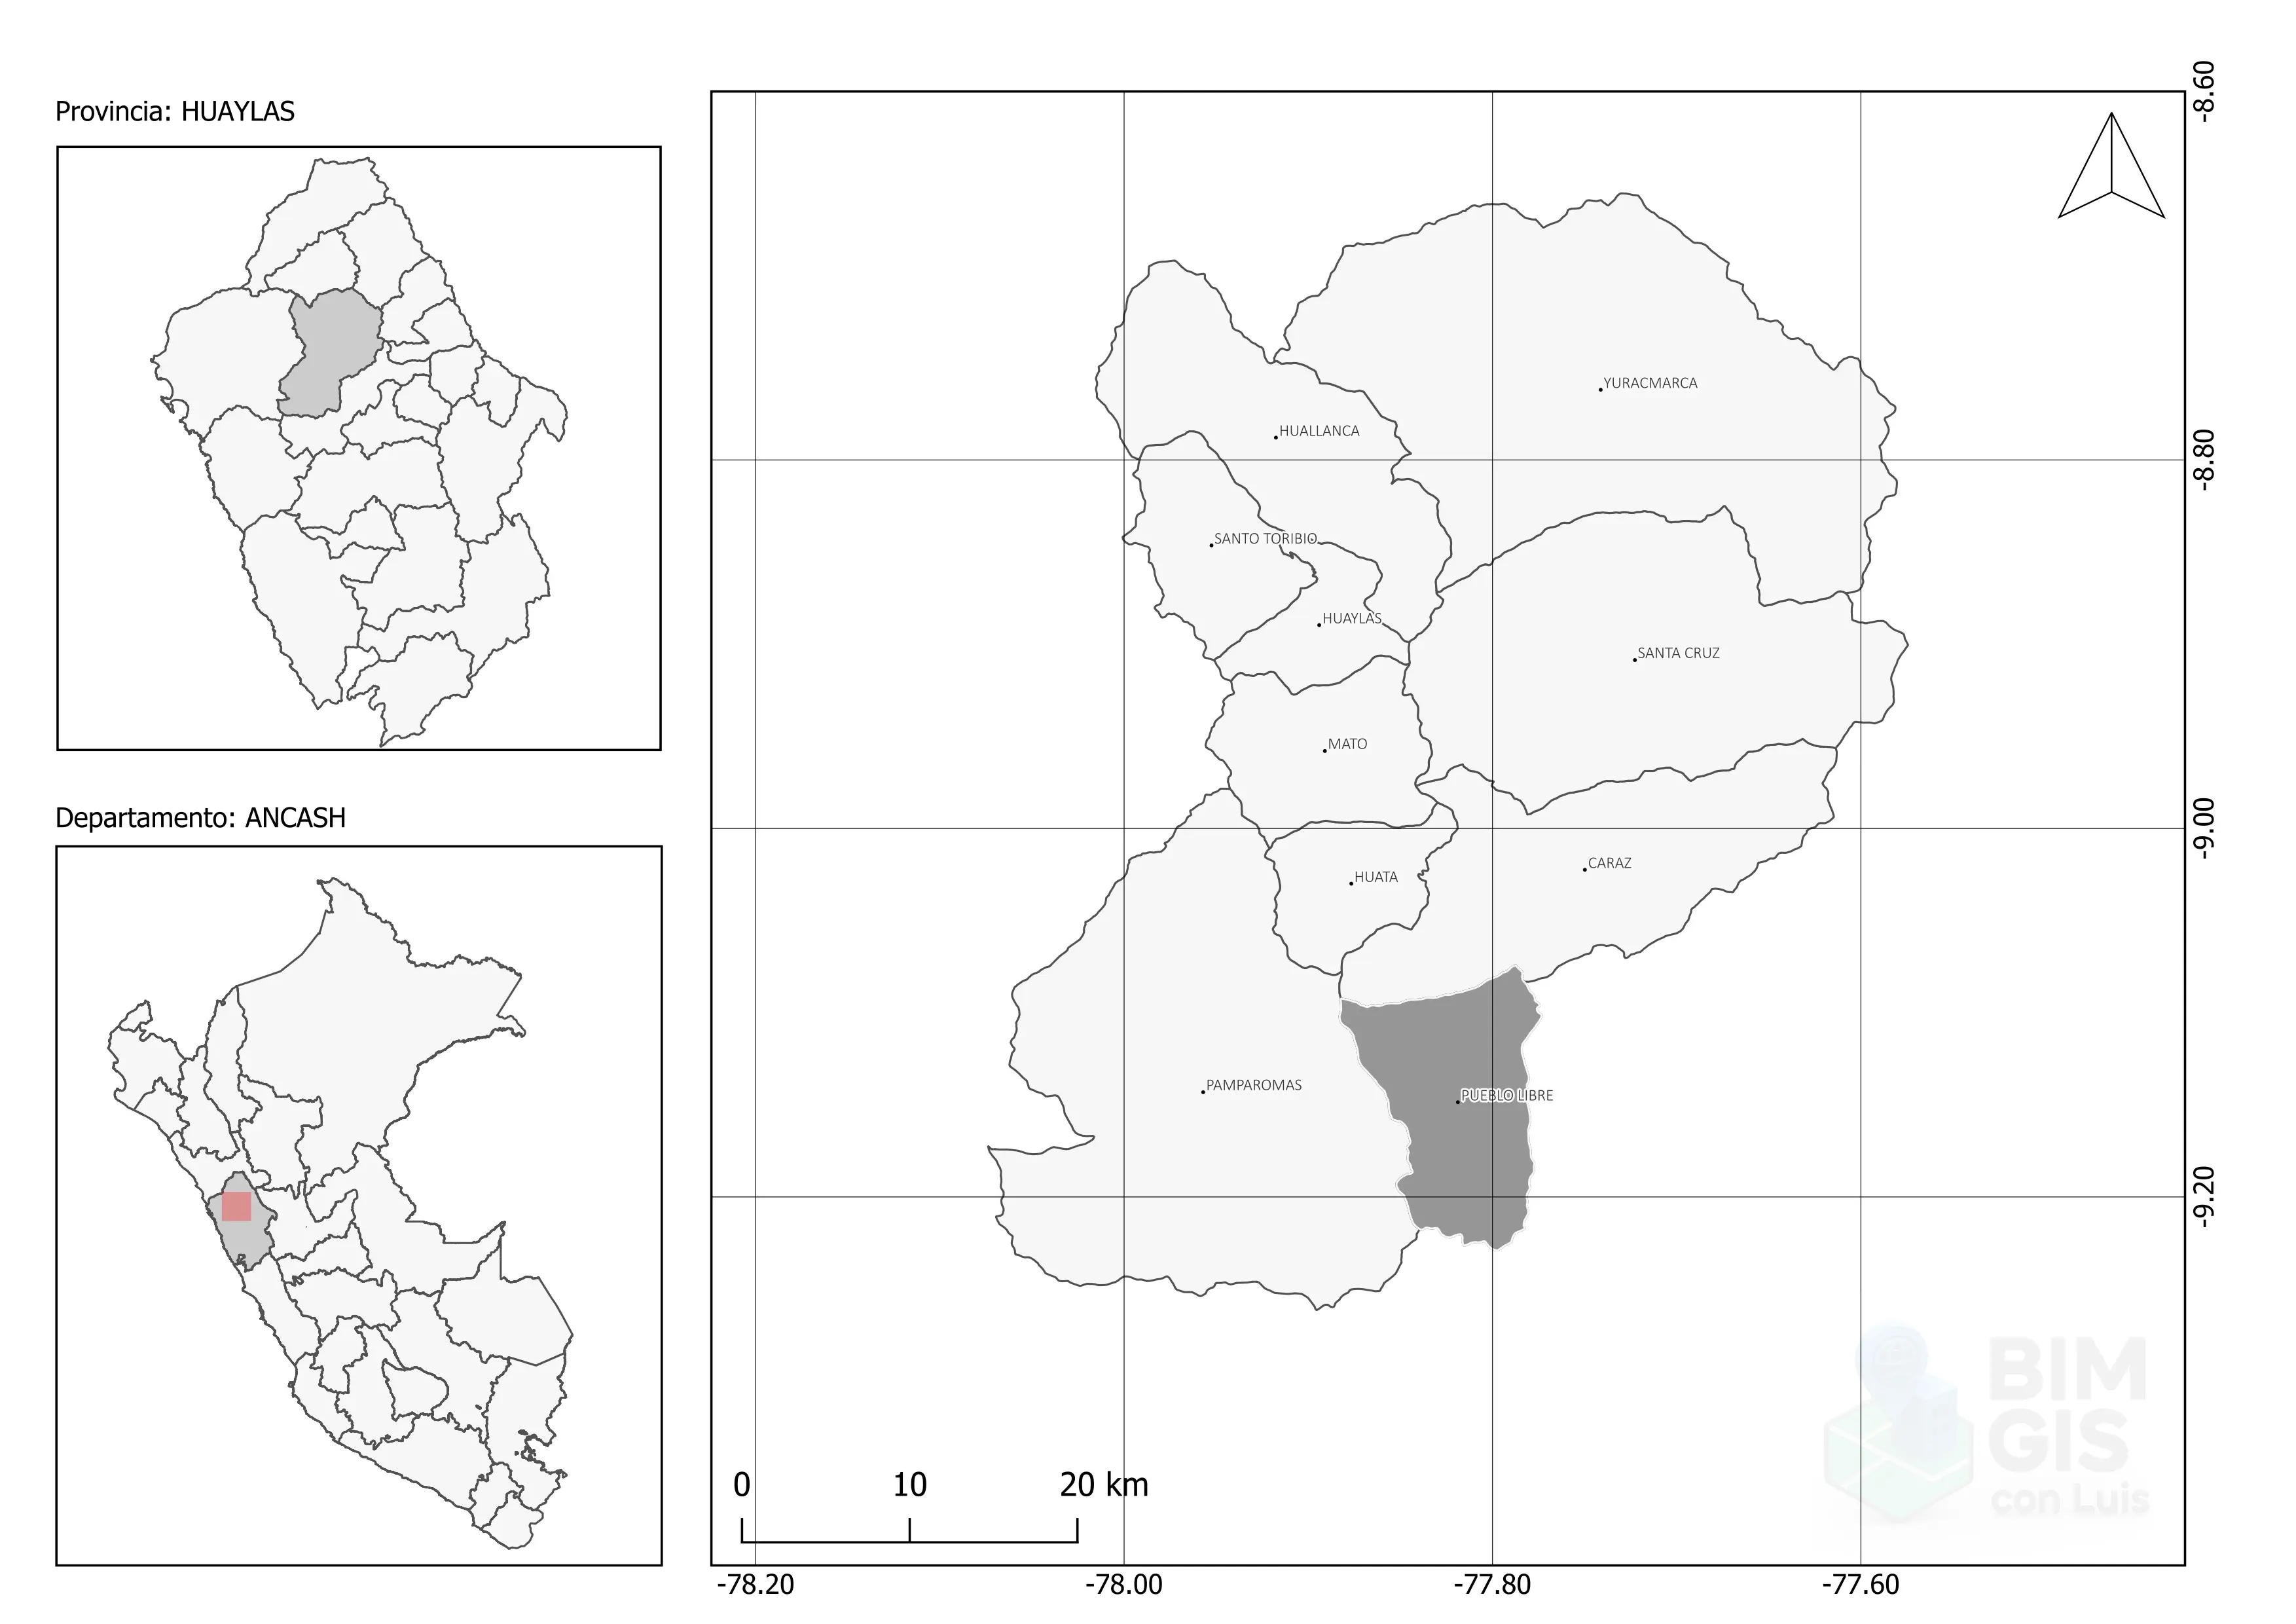 Provincia: HUAYLAS
Departamento: ANCASH
YURACMARCA
HUALLANCA
SANTO TORIBIO
HUAYLAS
SANTA CRUZ
MATO
CARAZ
HUATA
PAMPAROMAS
PUEBLO LIBRE
-8.60
-8.80
-9.00
-9.20
0 10 20 km
-78.20 -78.00 -77.80 -77.60
BIM
GIS
con Luis